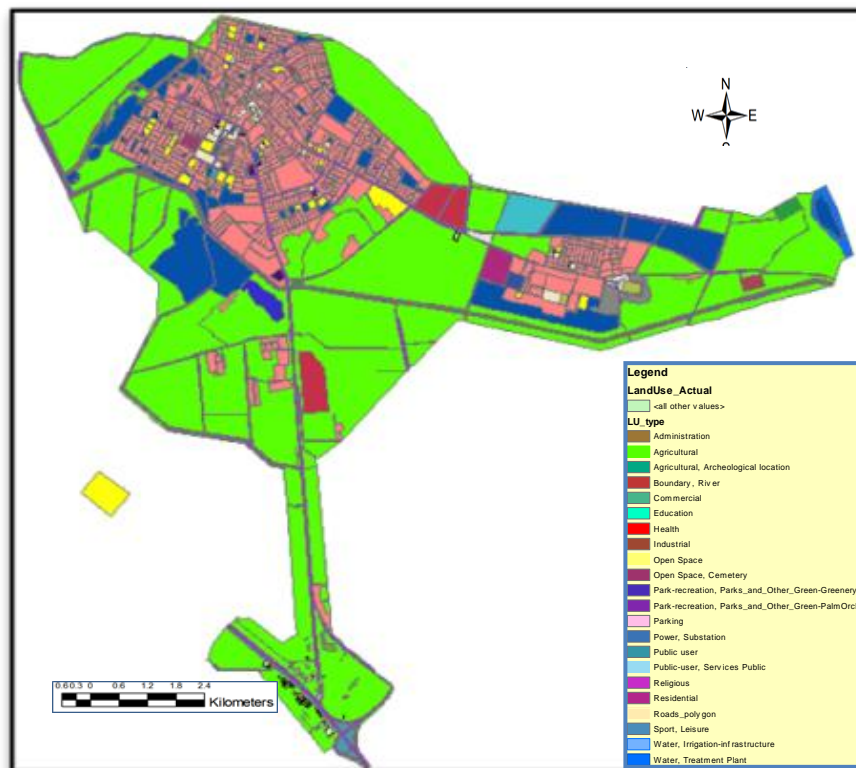 N
W E
Legend
LandUse_Actual
<all other values>
LU_type
Administration
Agricultural
Agricultural, Archeological location
Boundary, River
Commercial
Education
Health
Industrial
Open Space
Open Space, Cemetery
Park-recreation, Parks_and_Other_Green-Greenery
Park-recreation, Parks_and_Other_Green-PalmOrc
Parking
Power, Substation
Public user
Public-user, Services Public
Religious
Residential
Roads_polygon
Sport, Leisure
Water, Irrigation-infrastructure
Water, Treatment Plant
0.60.3 0 0.6 1.2 1.8 2.4
Kilometers